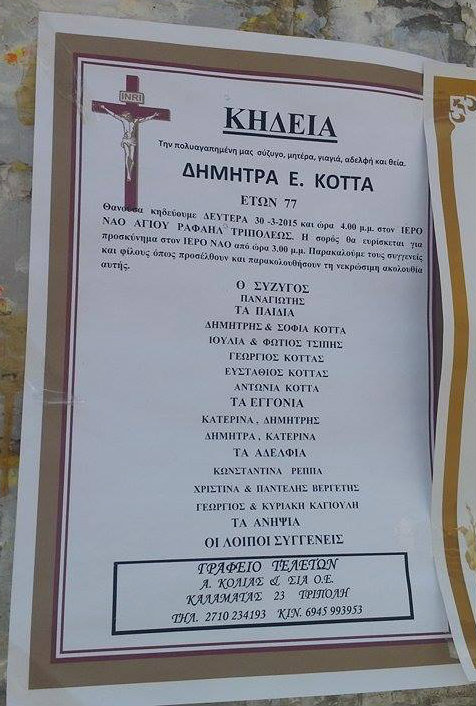 INRI
ΚΗΔΕΙΑ
Την πολυαγαπημένη μας σύζυγο, μητέρα, γιαγιά, αδελφή και θεία.
ΔΗΜΗΤΡΑ Ε. ΚΟΤΤΑ
ΕΤΩΝ 77
Θανούσα κηδεύουμε ΔΕΥΤΕΡΑ 30 -3-2015 και ώρα 4.00 μ.μ. στον ΙΕΡΟ
ΝΑΟ ΑΓΙΟΥ ΡΑΦΑΗΛ ΤΡΙΠΟΛΕΩΣ. Η σορός θα ευρίσκεται για
προσκύνημα στον ΙΕΡΟ ΝΑΟ από ώρα 3.00 μ.μ. Παρακαλούμε τους συγγενείς
και φίλους όπως προσέλθουν και παρακολουθήσουν τη νεκρώσιμη ακολουθία
αυτής.
Ο ΣΥΖΥΓΟΣ
ΠΑΝΑΓΙΩΤΗΣ
ΤΑ ΠΑΙΔΙΑ
ΔΗΜΗΤΡΗΣ & ΣΟΦΙΑ ΚΟΤΤΑ
ΙΟΥΛΙΑ & ΦΩΤΙΟΣ ΤΣΙΠΗΣ
ΓΕΩΡΓΙΟΣ ΚΟΤΤΑΣ
ΕΥΣΤΑΘΙΟΣ ΚΟΤΤΑΣ
ΑΝΤΩΝΙΑ ΚΟΤΤΑ
ΤΑ ΕΓΓΟΝΙΑ
ΚΑΤΕΡΙΝΑ , ΔΗΜΗΤΡΗΣ
ΔΗΜΗΤΡΑ , ΚΑΤΕΡΙΝΑ
ΤΑ ΑΔΕΛΦΙΑ
ΚΩΝΣΤΑΝΤΙΝΑ ΡΕΠΠΑ
ΧΡΙΣΤΙΝΑ & ΠΑΝΤΕΛΗΣ ΒΕΡΓΕΤΗΣ
ΓΕΩΡΓΙΟΣ & ΚΥΡΙΑΚΗ ΚΑΓΙΟΥΛΗ
ΤΑ ΑΝΗΨΙΑ
ΟΙ ΛΟΙΠΟΙ ΣΥΓΓΕΝΕΙΣ
ΓΡΑΦΕΙΟ ΤΕΛΕΤΩΝ
Α. ΚΟΛΙΑΣ & ΣΙΑ Ο.Ε.
ΚΑΛΑΜΑΤΑΣ 23 ΤΡΙΠΟΛΗ
ΤΗΛ. 2710 234193 ΚΙΝ. 6945 993953